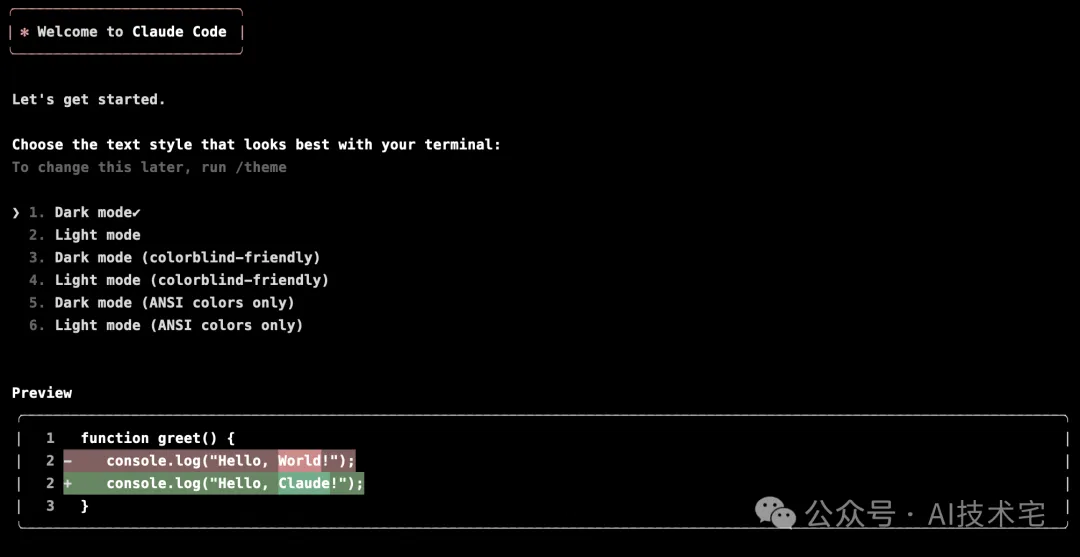 ✻ Welcome to Claude Code
Let's get started.
Choose the text style that looks best with your terminal:
To change this later, run /theme
❯ 1. Dark mode✔
2. Light mode
3. Dark mode (colorblind-friendly)
4. Light mode (colorblind-friendly)
5. Dark mode (ANSI colors only)
6. Light mode (ANSI colors only)
Preview
1 function greet() {
2 - console.log("Hello, World!");
2 + console.log("Hello, Claude!");
3 }
公众号 · AI技术宅